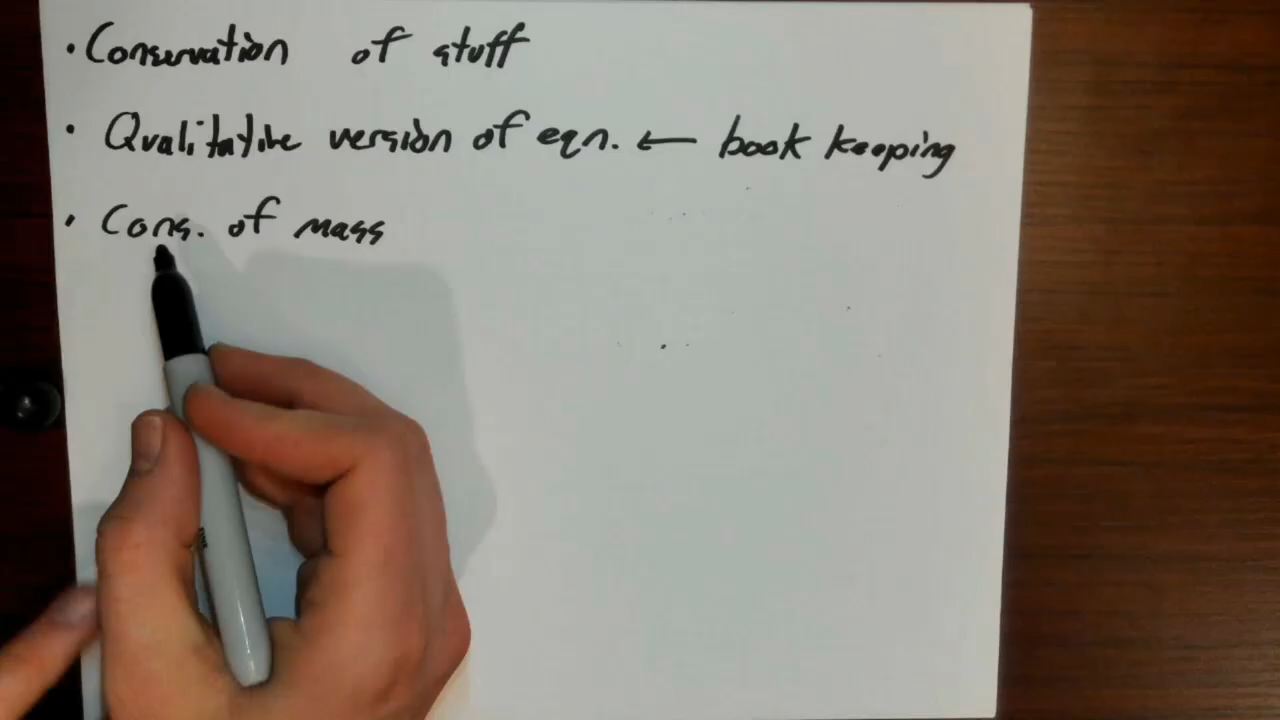 · Conservation of stuff
· Qualitative version of eqn. ← book keeping
· Cons. of mass